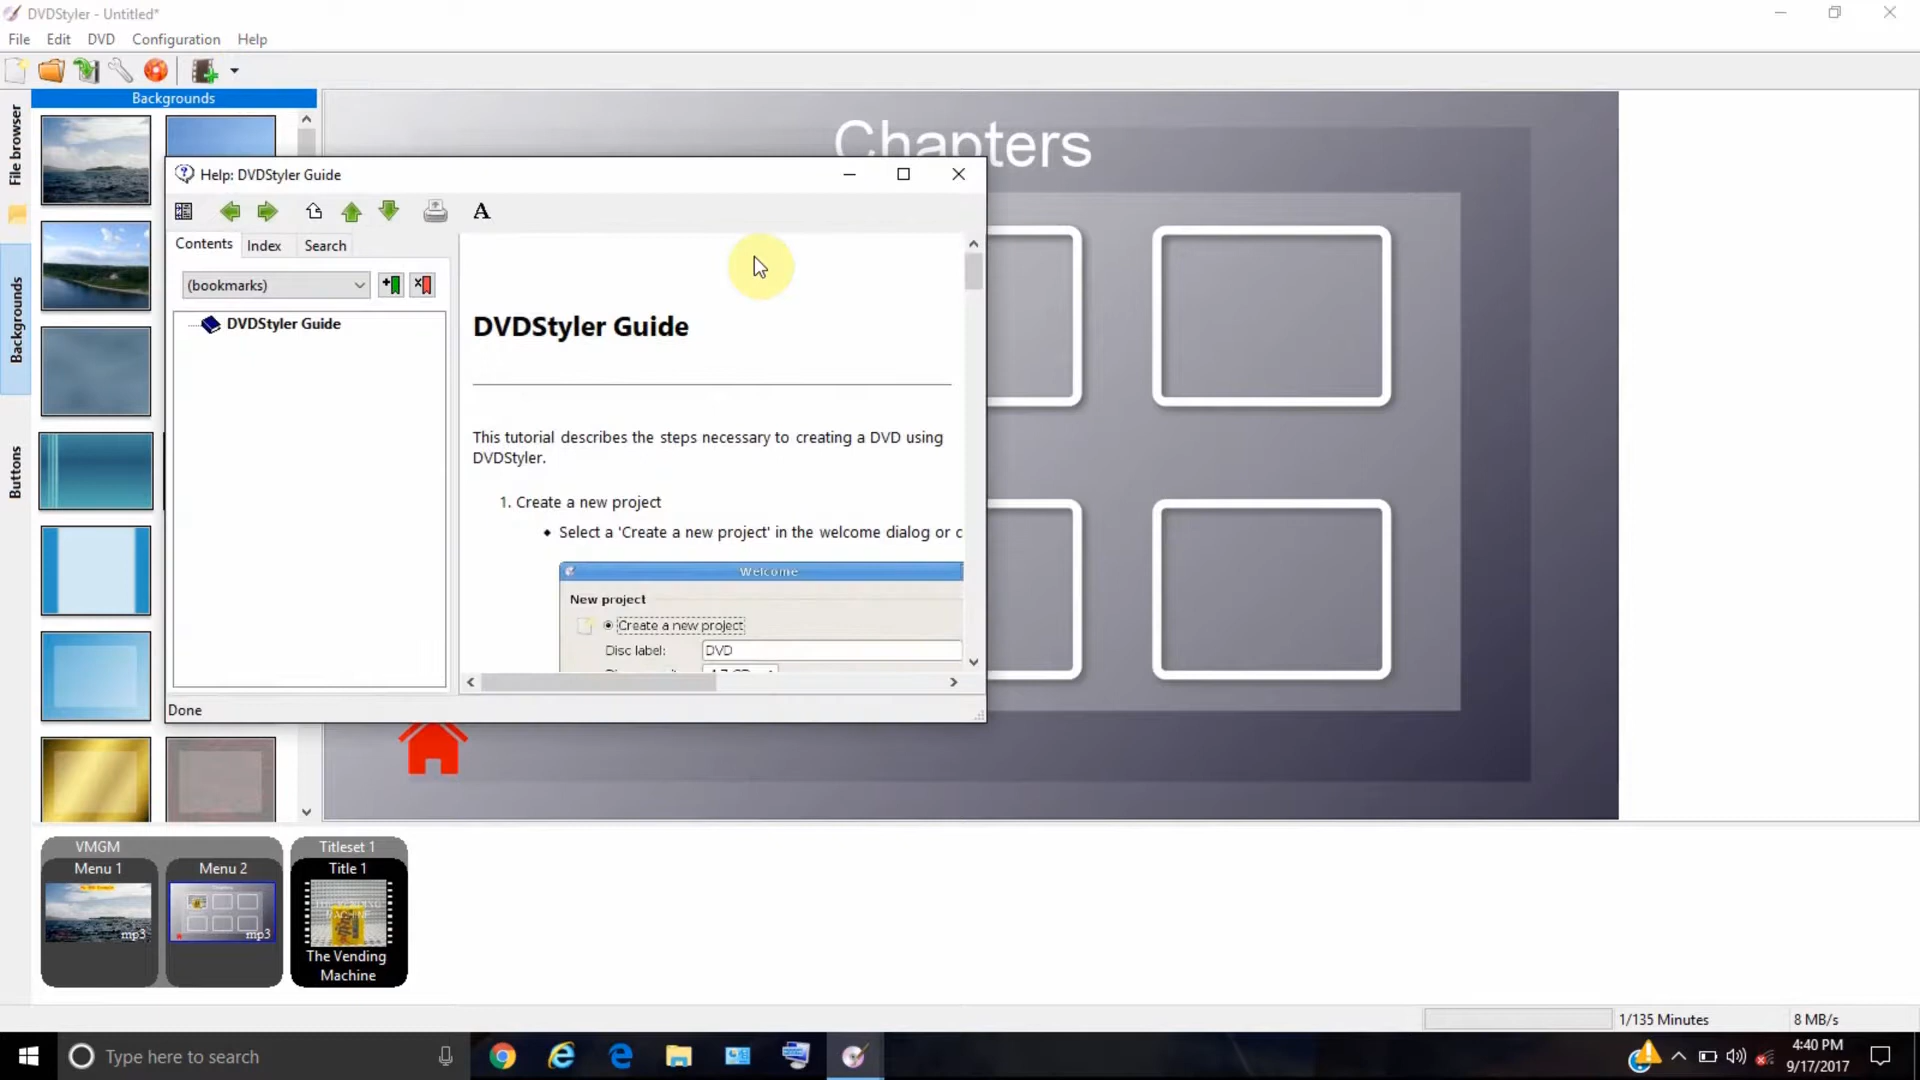 DVDStyler - Untitled*
File Edit DVD Configuration Help
Backgrounds
File browser
Backgrounds
Buttons
Chapters
Help: DVDStyler Guide
A
Contents Index Search
(bookmarks)
DVDStyler Guide
DVDStyler Guide
This tutorial describes the steps necessary to creating a DVD using
DVDStyler.
1. Create a new project
Select a 'Create a new project' in the welcome dialog or c
Welcome
New project
Create a new project
Disc label: DVD
Done
VMGM
Menu 1
mp3
Menu 2
mp3
Titleset 1
Title 1
The Vending
Machine
1/135 Minutes
8 MB/s
Type here to search
4:40 PM
9/17/2017